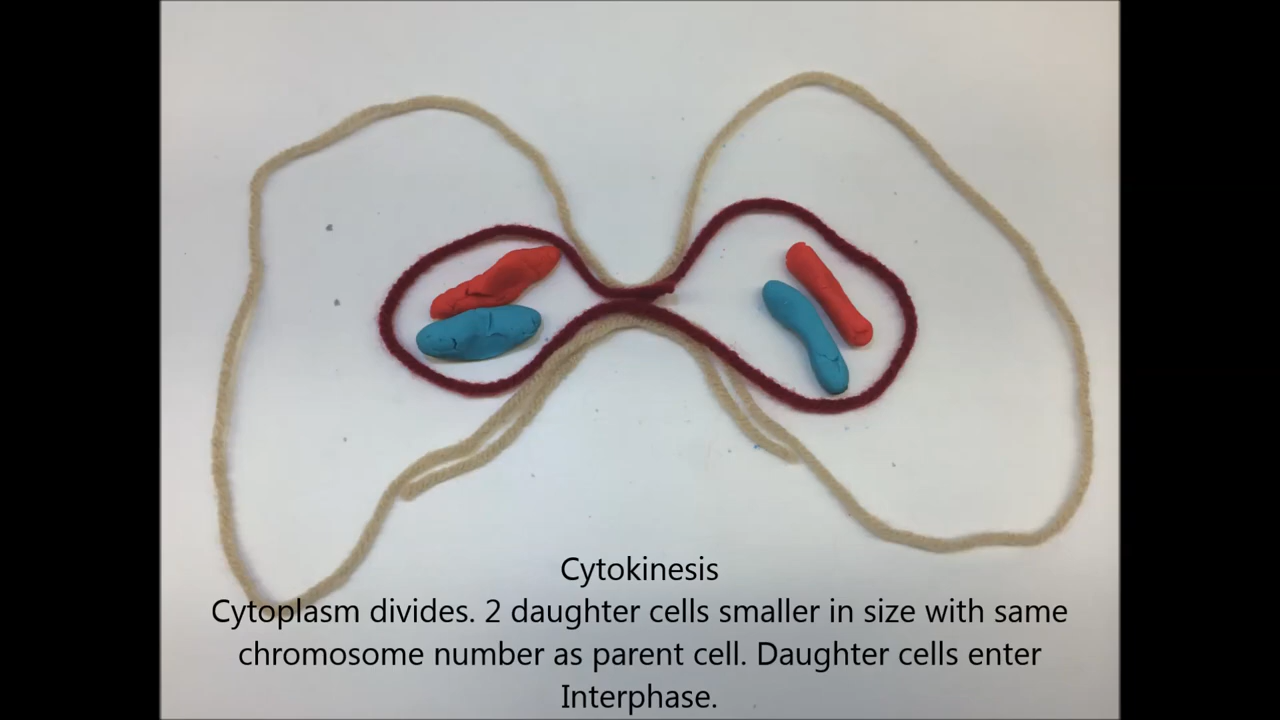 Cytokinesis
Cytoplasm divides. 2 daughter cells smaller in size with same
chromosome number as parent cell. Daughter cells enter
Interphase.